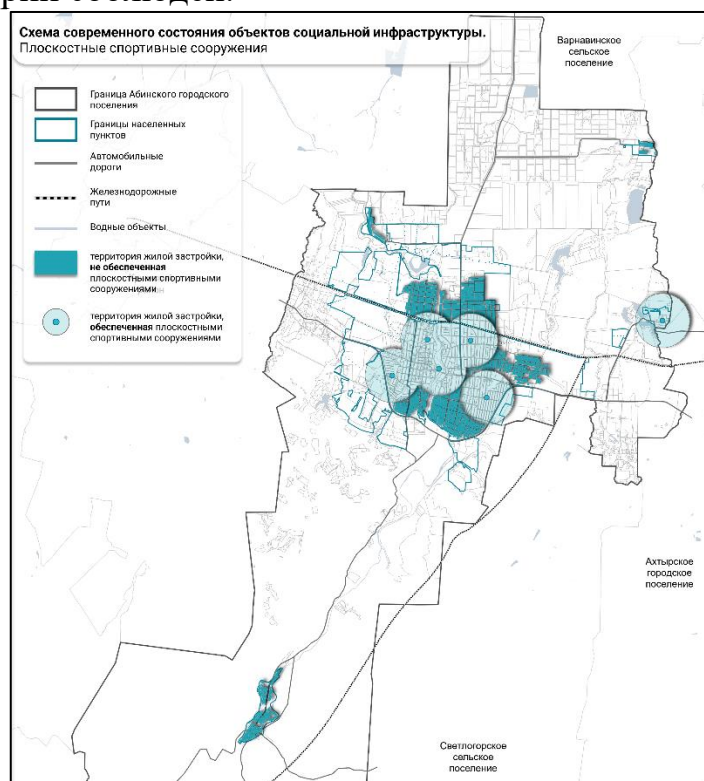 Схема современного состояния объектов социальной инфраструктуры.
Плоскостные спортивные сооружения
Варнавинское
сельское
поселение
Граница Абинского городского
поселения
Границы населенных
пунктов
Автомобильные
дороги
Железнодорожные
пути
Водные объекты
территория жилой застройки,
не обеспеченная
плоскостными спортивными
сооружениями
территория жилой застройки,
обеспеченная плоскостными
спортивными сооружениями
Ахтырское
городское
поселение
Светлогорское
сельское
поселение